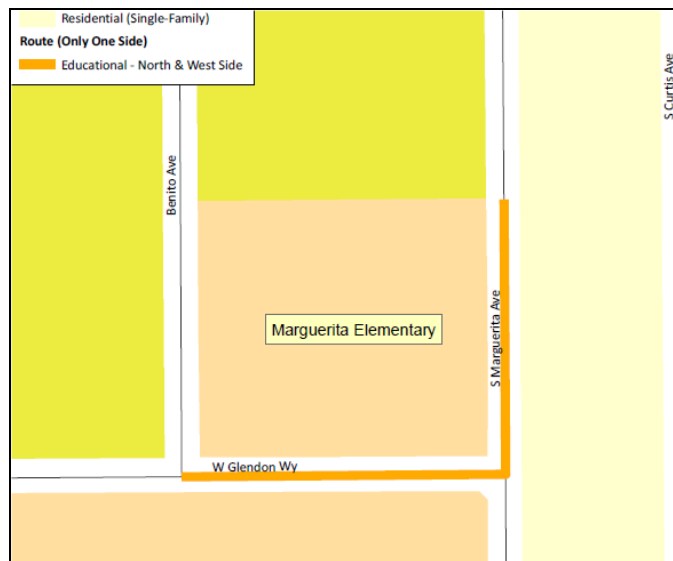 Residential (Single-Family)
Route (Only One Side)
Educational - North & West Side
S Curtis Ave
Benito Ave
Marguerita Elementary
S Marguerita Ave
W Glendon Wy